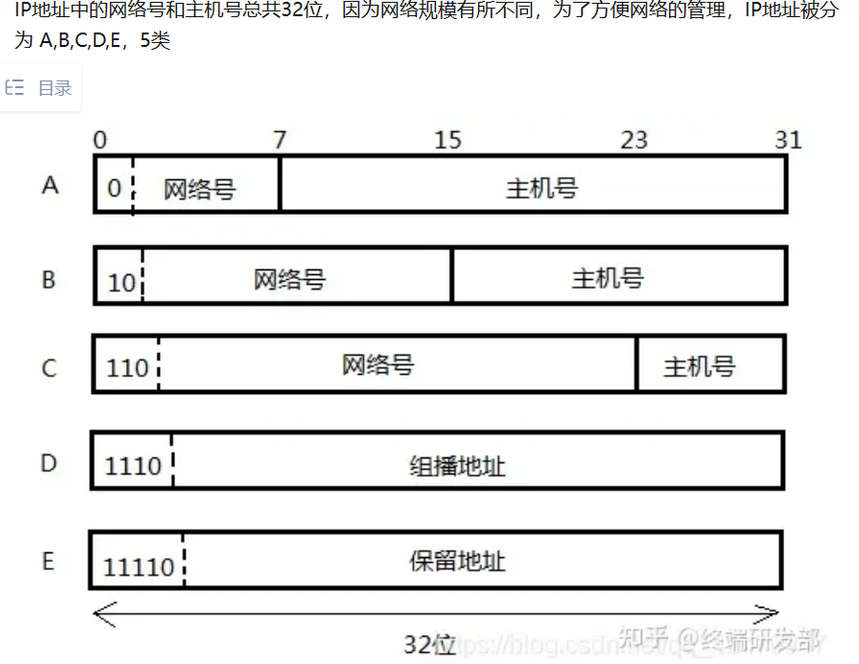 IP地址中的网络号和主机号总共32位，因为网络规模有所不同，为了方便网络的管理，IP地址被分
为 A,B,C,D,E，5类
目录
0 7 15 23 31
A 0 网络号 主机号
B 10 网络号 主机号
C 110 网络号 主机号
D 1110 组播地址
E 11110 保留地址
32位
知乎 @终端研发部